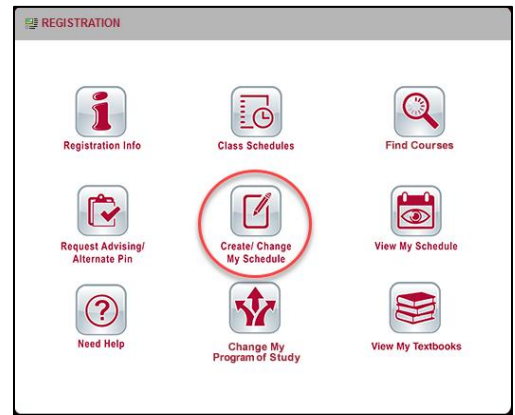 REGISTRATION
Registration Info
Class Schedules
Find Courses
Request Advising/
Alternate Pin
Create/ Change
My Schedule
View My Schedule
Need Help
Change My
Program of Study
View My Textbooks